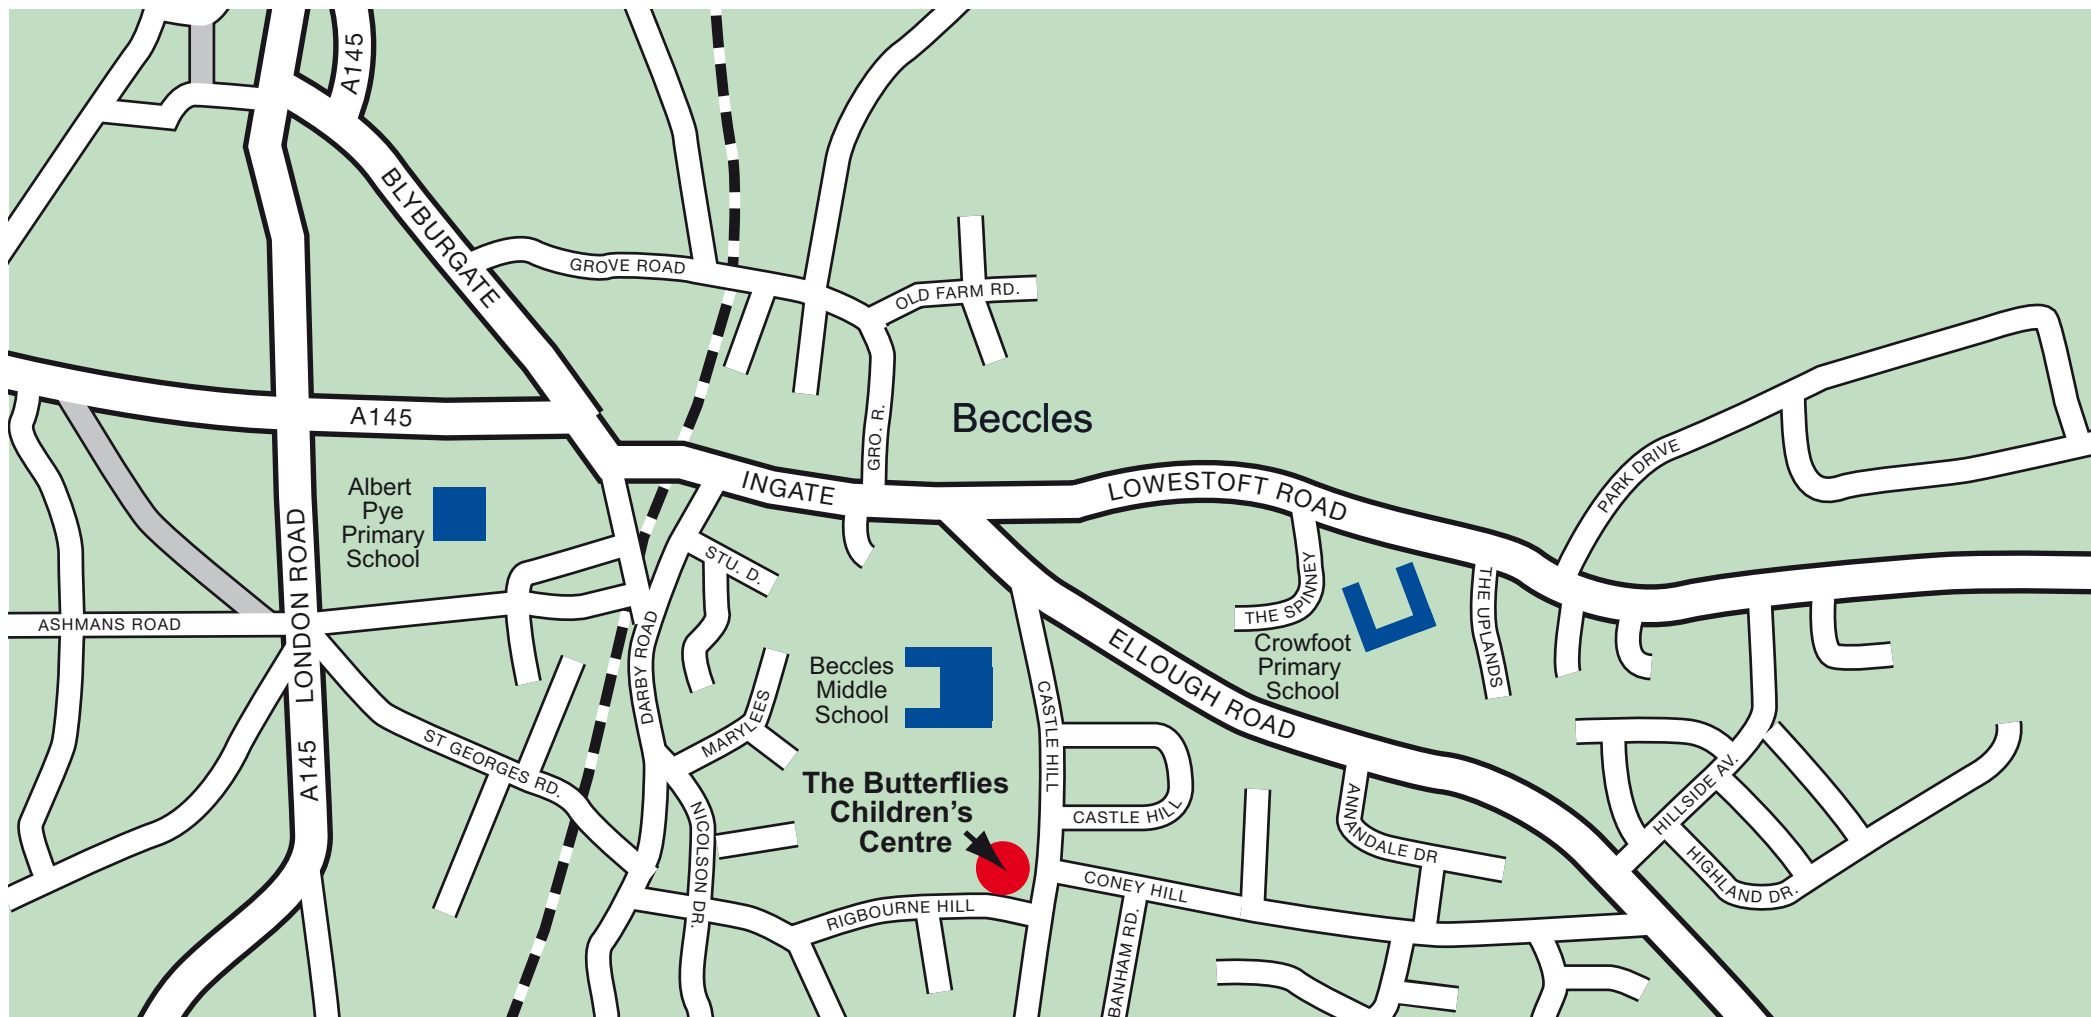 A145
BLYBURGATE
GROVE ROAD
OLD FARM RD.
A145
Beccles
GRO. R.
PARK DRIVE
INGATE
LOWESTOFT ROAD
Albert
Pye
Primary
School
LONDON ROAD
STU. D.
THE SPINNEY
THE UPLANDS
ASHMANS ROAD
DARBY ROAD
Crowfoot
Primary
School
ELLOUGH ROAD
Beccles
Middle
School
CASTLE HILL
MARYLEES
ST GEORGES RD.
A145
The Butterflies
Children's
Centre
CASTLE HILL
NICOLSON DR.
ANNANDALE DR
HILLSIDE AV.
HIGHLAND DR.
CONEY HILL
RIGBOURNE HILL
BANHAM RD.